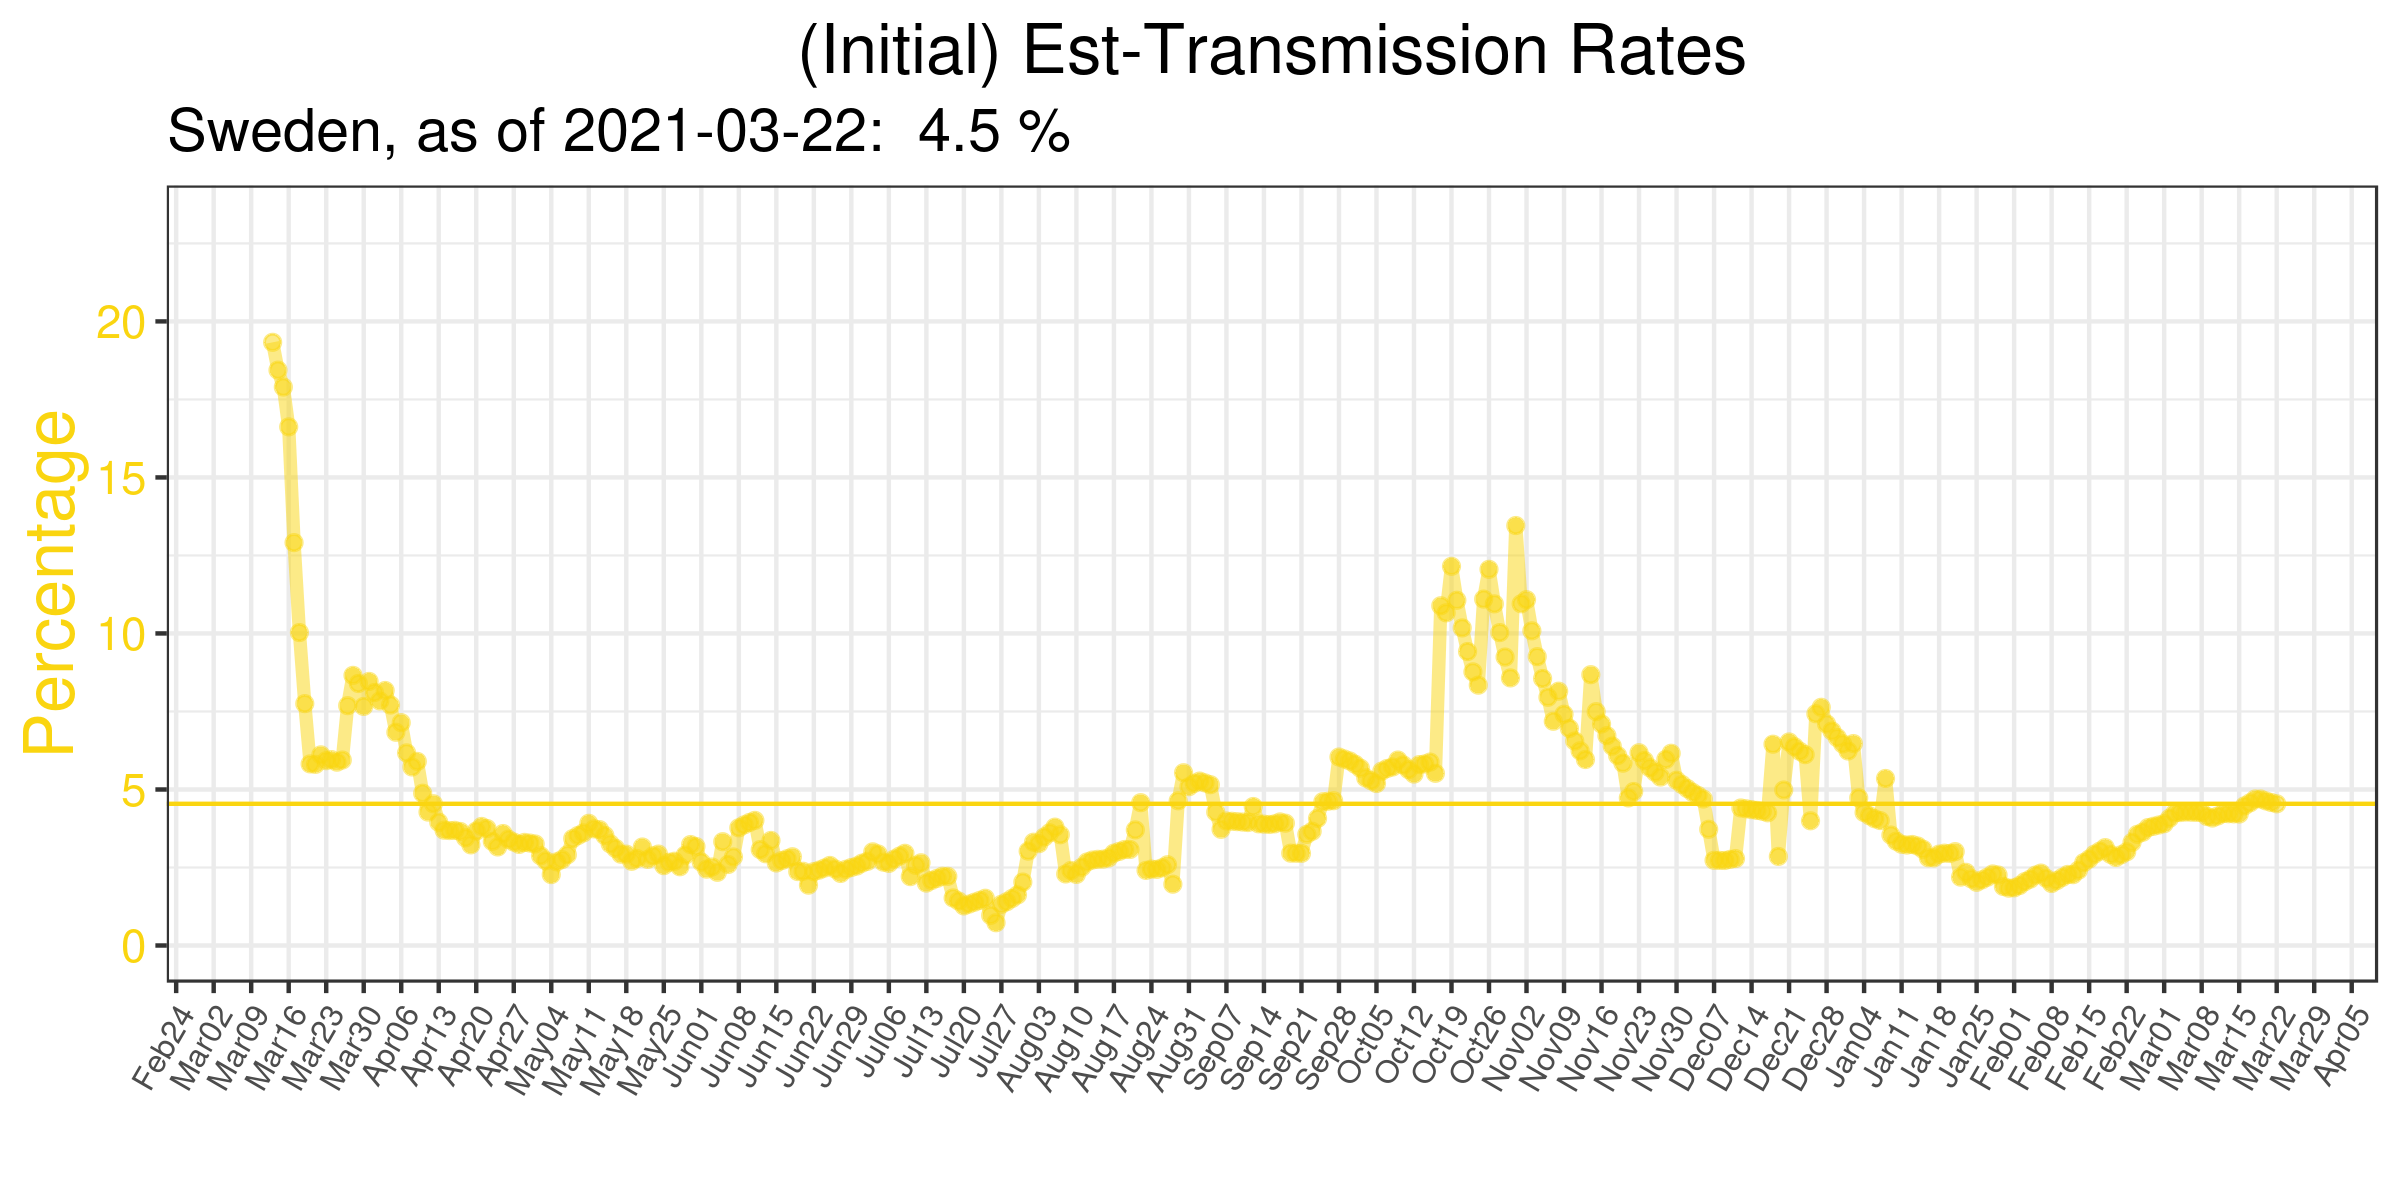 (Initial) Est-Transmission Rates
Sweden, as of 2021-03-22:  4.5 %
Percentage
20
15
10
5
0
Feb24
Mar02
Mar09
Mar16
Mar23
Mar30
Apr06
Apr13
Apr20
Apr27
May04
May11
May18
May25
Jun01
Jun08
Jun15
Jun22
Jun29
Jul06
Jul13
Jul20
Jul27
Aug03
Aug10
Aug17
Aug24
Aug31
Sep07
Sep14
Sep21
Sep28
Oct05
Oct12
Oct19
Oct26
Nov02
Nov09
Nov16
Nov23
Nov30
Dec07
Dec14
Dec21
Dec28
Jan04
Jan11
Jan18
Jan25
Feb01
Feb08
Feb15
Feb22
Mar01
Mar08
Mar15
Mar22
Mar29
Apr05